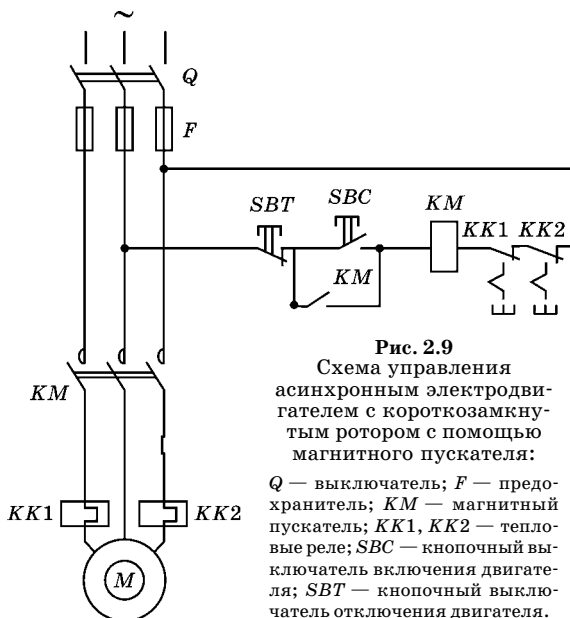 ~
Q
F
SBT
SBC
KM
KK1
KK2
KM
KM
KK1
KK2
M
Рис. 2.9
Схема управления
асинхронным электродви-
гателем с короткозамкну-
тым ротором с помощью
магнитного пускателя:
Q — выключатель; F — предо-
хранитель; KM — магнитный
пускатель; KK1, KK2 — тепло-
вые реле; SBC — кнопочный вы-
ключатель включения двигате-
ля; SBT — кнопочный выклю-
чатель отключения двигателя.